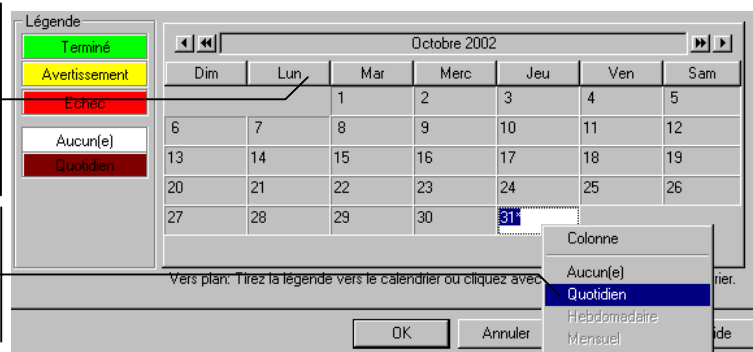 Légende
Terminé
Avertissement
Echec
Aucun(e)
Quotidien
Octobre 2002
Dim Lun Mar Merc Jeu Ven Sam
1 2 3 4 5
6 7 8 9 10 11 12
13 14 15 16 17 18 19
20 21 22 23 24 25 26
27 28 29 30 31*
Vers plan: Tirez la légende vers le calendrier ou cliquez avec
Colonne
Aucun(e)
Quotidien
Hebdomadaire
Mensuel
OK Annuler